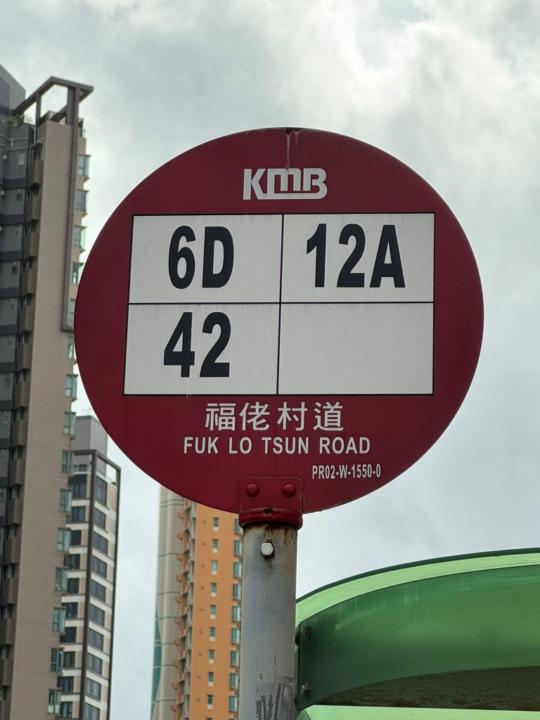 KMB
6D 12A
42
福佬村道
FUK LO TSUN ROAD
PR02-W-1550-0